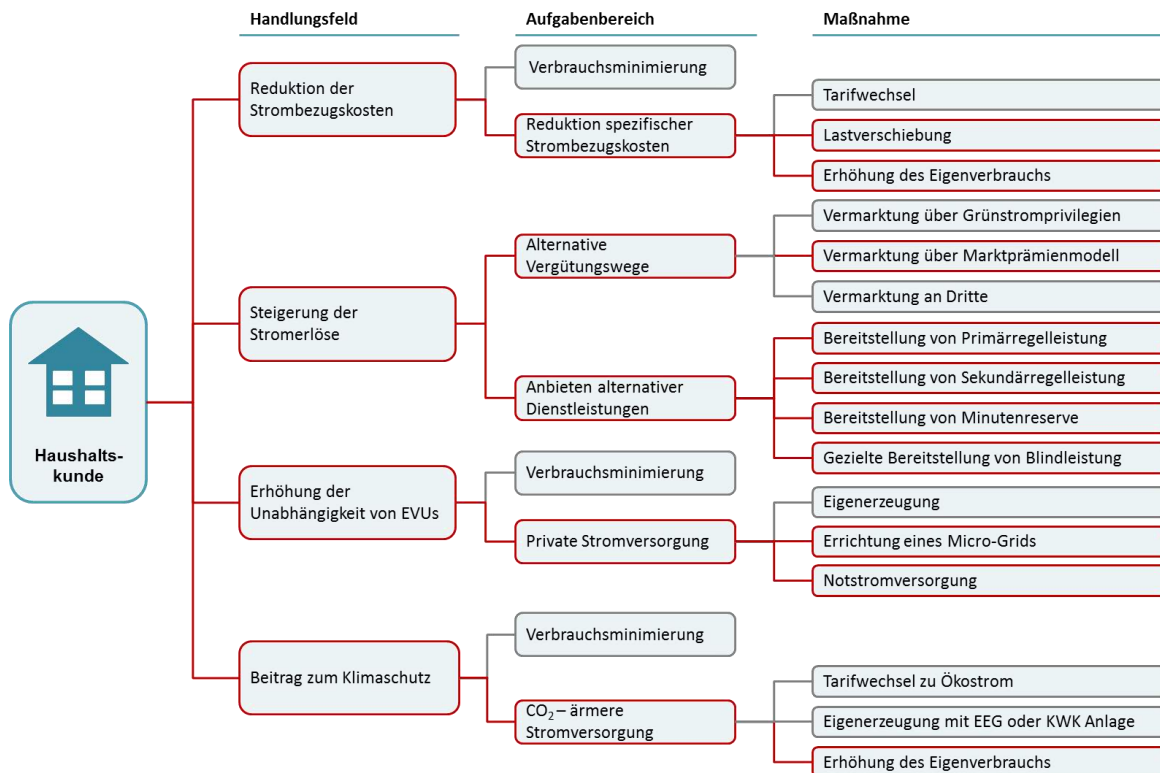 Handlungsfeld
Aufgabenbereich
Maßnahme
Haushalts-
kunde
Reduktion der
Strombezugskosten
Verbrauchsminimierung
Reduktion spezifischer
Strombezugskosten
Tarifwechsel
Lastverschiebung
Erhöhung des Eigenverbrauchs
Steigerung der
Stromerlöse
Alternative
Vergütungswege
Vermarktung über Grünstromprivilegien
Vermarktung über Marktprämienmodell
Vermarktung an Dritte
Anbieten alternativer
Dienstleistungen
Bereitstellung von Primärregelleistung
Bereitstellung von Sekundärregelleistung
Bereitstellung von Minutenreserve
Gezielte Bereitstellung von Blindleistung
Erhöhung der
Unabhängigkeit von EVUs
Verbrauchsminimierung
Private Stromversorgung
Eigenerzeugung
Errichtung eines Micro-Grids
Notstromversorgung
Beitrag zum Klimaschutz
Verbrauchsminimierung
CO₂ – ärmere
Stromversorgung
Tarifwechsel zu Ökostrom
Eigenerzeugung mit EEG oder KWK Anlage
Erhöhung des Eigenverbrauchs